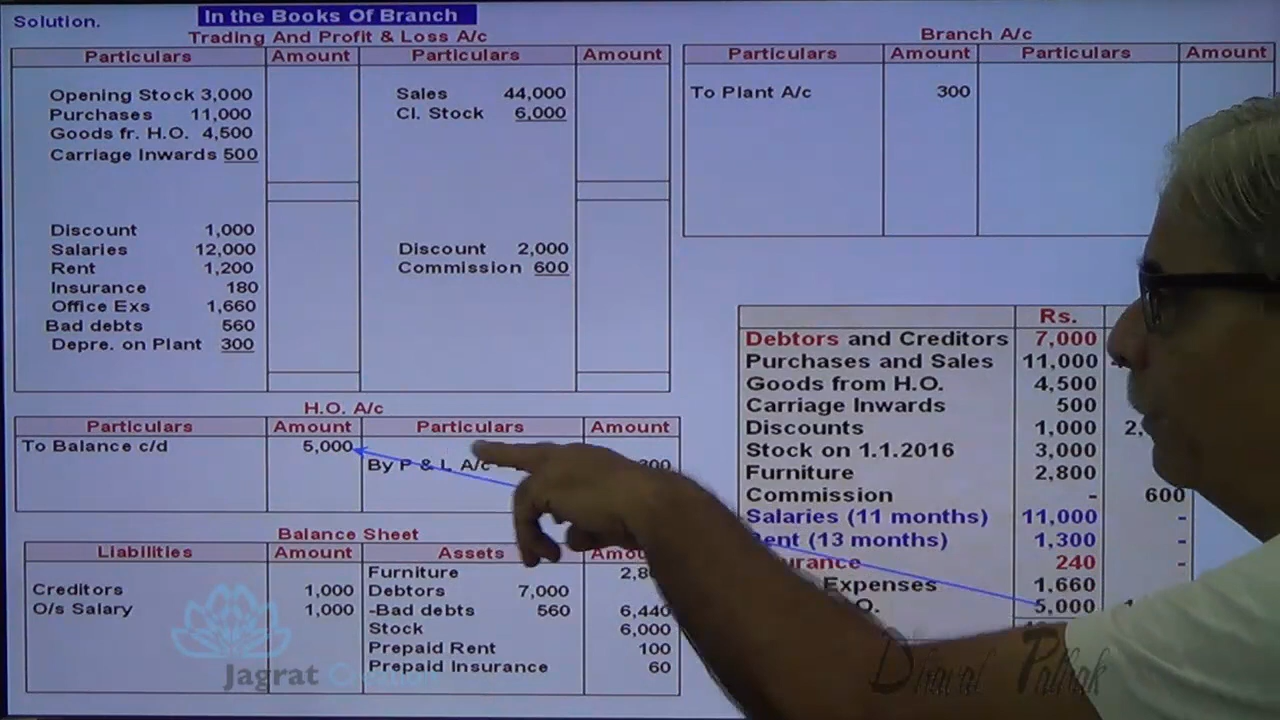 Solution.
In the Books Of Branch
Trading And Profit & Loss A/c
Particulars Amount Particulars Amount
Opening Stock 3,000 Sales 44,000
Purchases 11,000 Cl. Stock 6,000
Goods fr. H.O. 4,500
Carriage Inwards 500
Discount 1,000
Salaries 12,000 Discount 2,000
Rent 1,200 Commission 600
Insurance 180
Office Exs 1,660
Bad debts 560
Depre. on Plant 300
Branch A/c
Particulars Amount Particulars Amount
To Plant A/c 300
H.O. A/c
Particulars Amount Particulars Amount
To Balance c/d 5,000
By P & L A/c
Balance Sheet
Liabilities Amount Assets
Furniture
Creditors 1,000 Debtors 7,000
O/s Salary 1,000 -Bad debts 560 6,440
Stock 6,000
Prepaid Rent 100
Prepaid Insurance 60
Rs.
Debtors and Creditors 7,000
Purchases and Sales 11,000
Goods from H.O. 4,500
Carriage Inwards 500
Discounts 1,000
Stock on 1.1.2016 3,000
Furniture 2,800
Commission - 600
Salaries (11 months) 11,000 -
(13 months) 1,300 -
240 -
Expenses 1,660
5,000
Jagrat
Dhaval Pathak